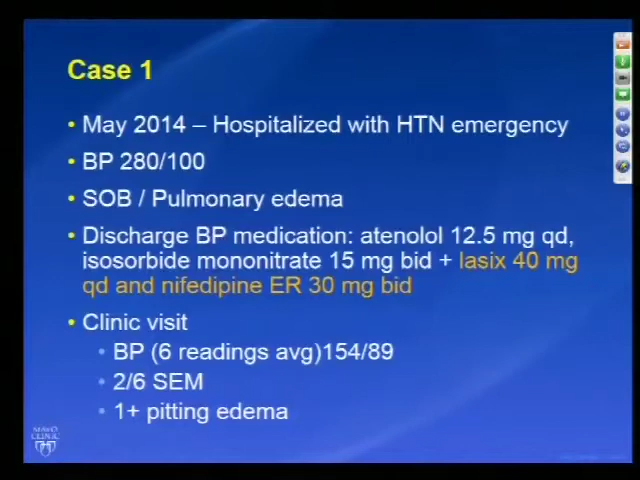 Case 1
• May 2014 – Hospitalized with HTN emergency
• BP 280/100
• SOB / Pulmonary edema
• Discharge BP medication: atenolol 12.5 mg qd,
isosorbide mononitrate 15 mg bid + lasix 40 mg
qd and nifedipine ER 30 mg bid
• Clinic visit
• BP (6 readings avg)154/89
• 2/6 SEM
• 1+ pitting edema
MAYO
CLINIC